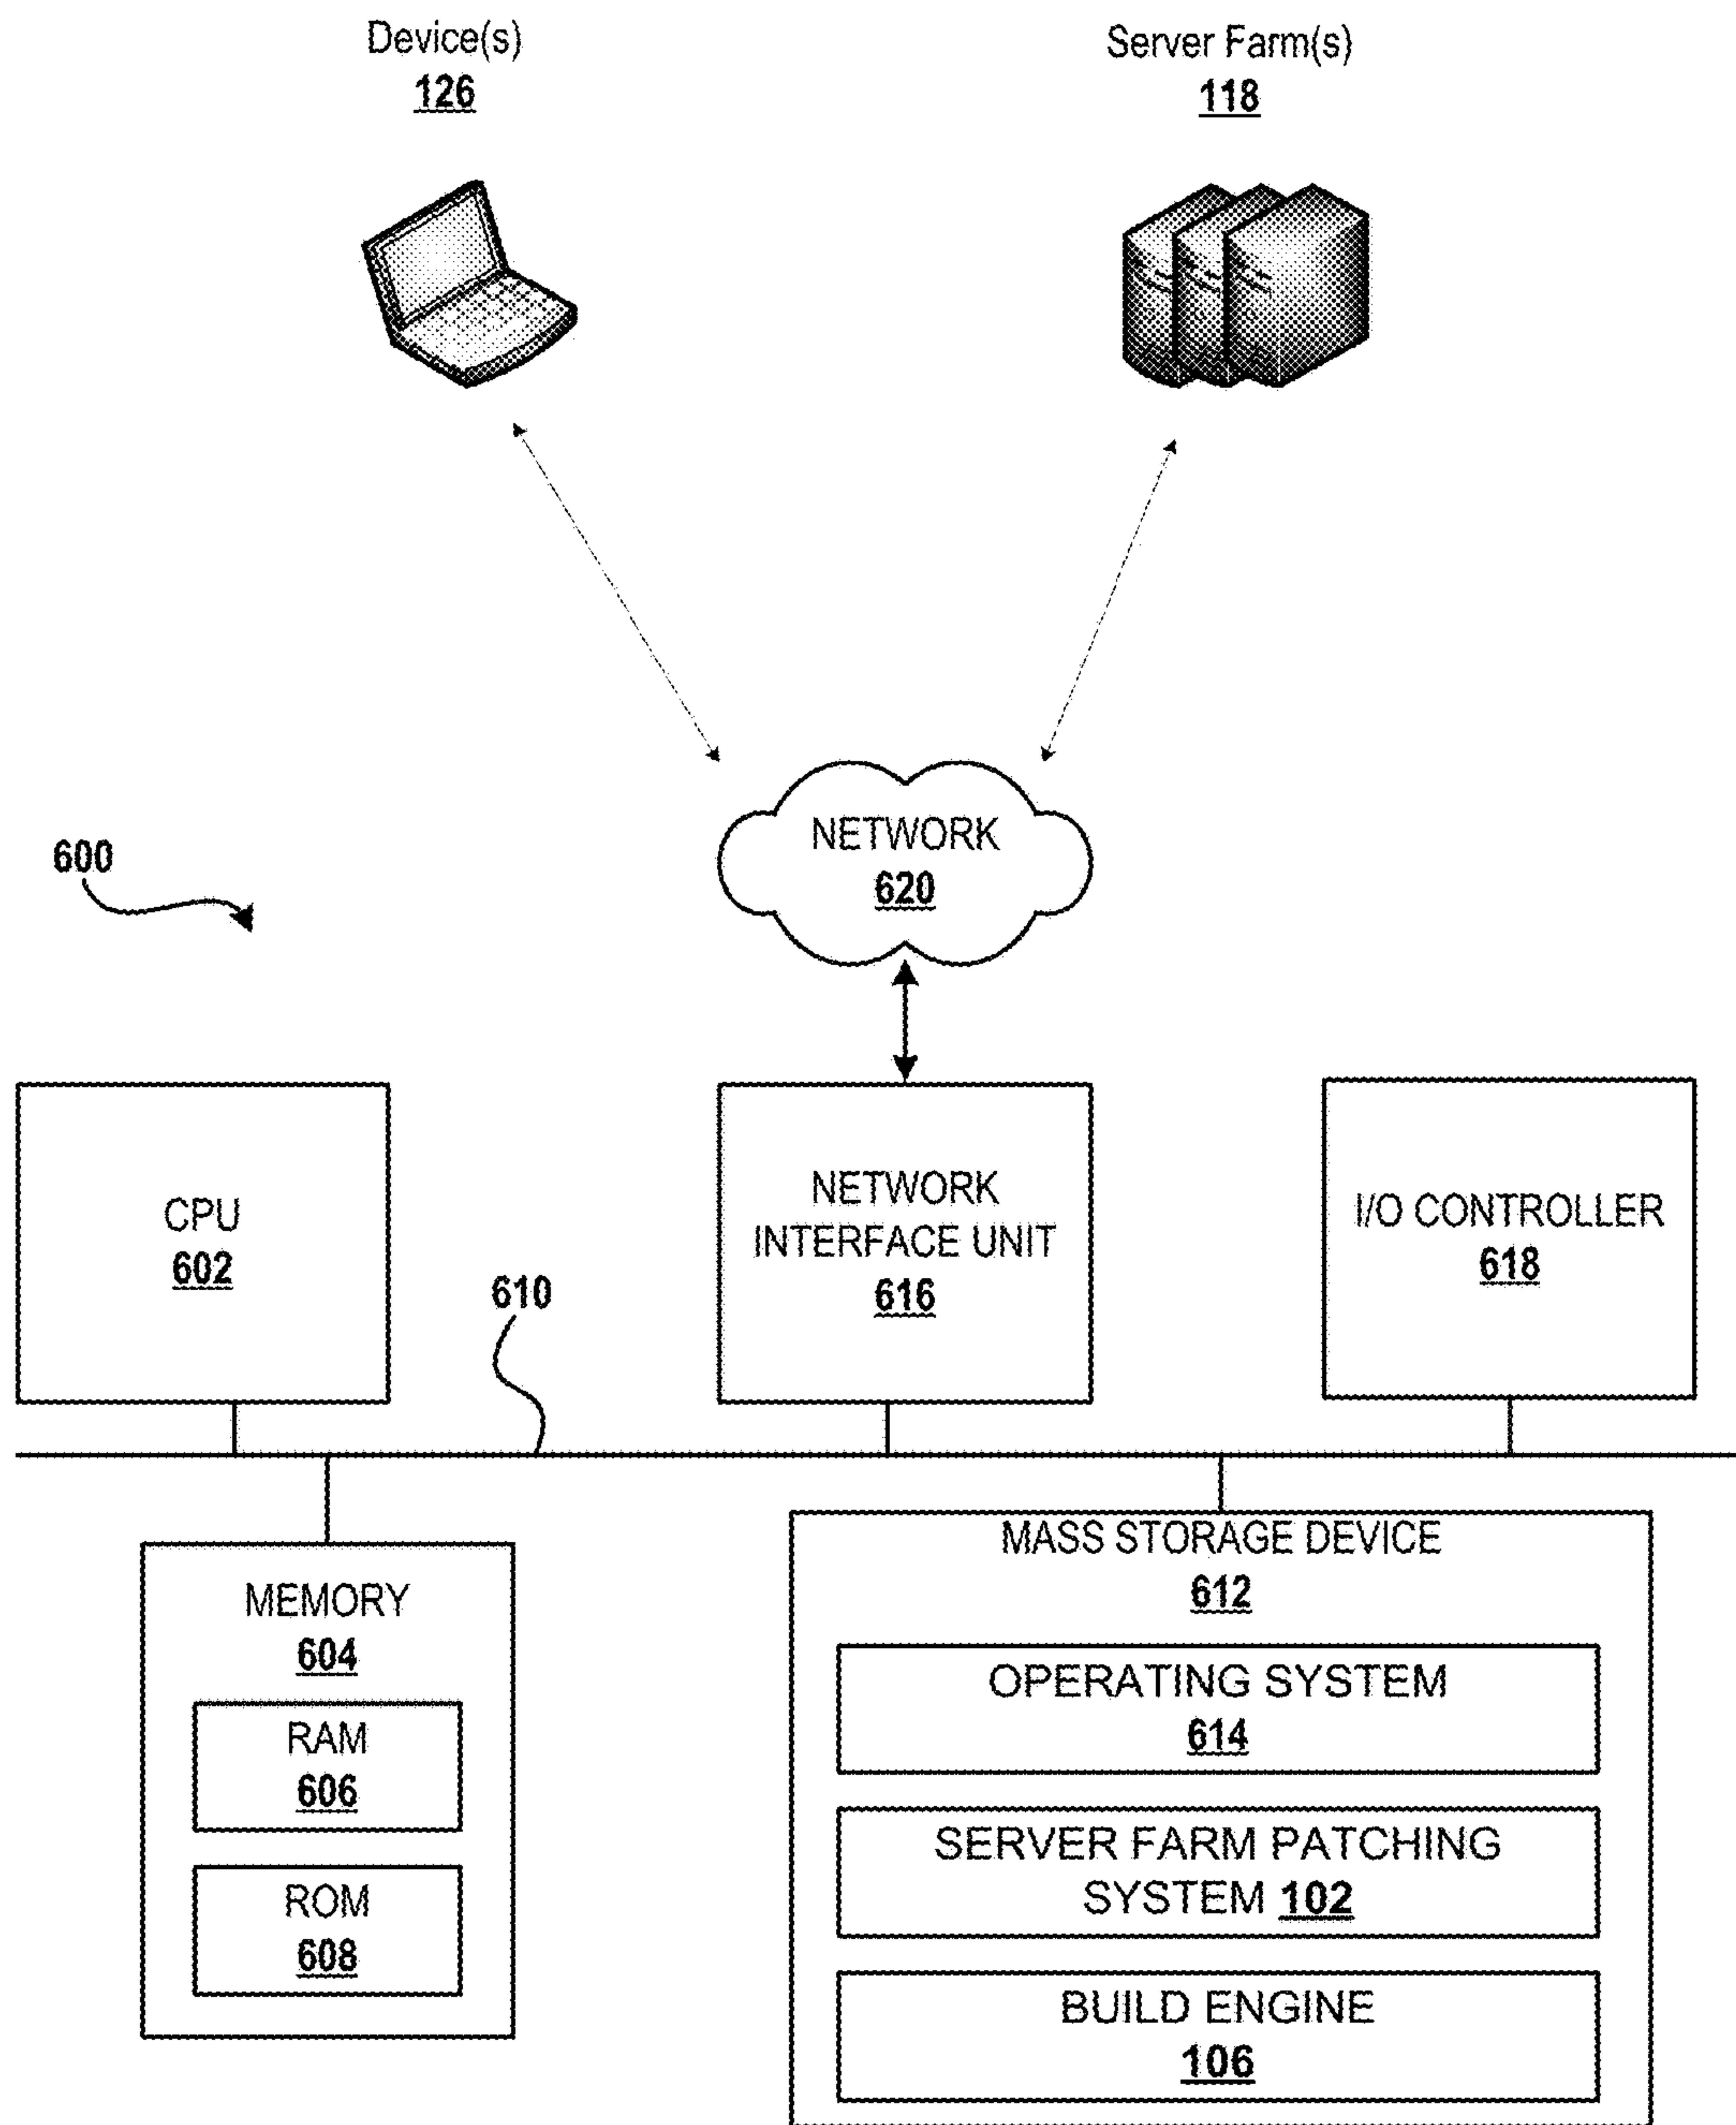 Device(s)
126
Server Farm(s)
118
NETWORK
620
600
CPU
602
NETWORK
INTERFACE UNIT
616
I/O CONTROLLER
618
610
MEMORY
604
RAM
606
ROM
608
MASS STORAGE DEVICE
612
OPERATING SYSTEM
614
SERVER FARM PATCHING
SYSTEM 102
BUILD ENGINE
106